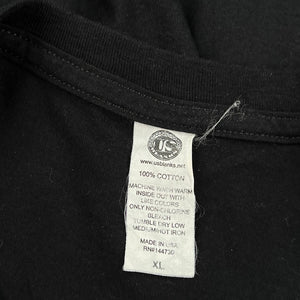 US
www.usblanks.net
100% COTTON
MACHINE WASH WARM
INSIDE OUT WITH
LIKE COLORS
ONLY NON-CHLORINE
BLEACH
TUMBLE DRY LOW
MEDIUM/HOT IRON
MADE IN USA
RN#144730
XL